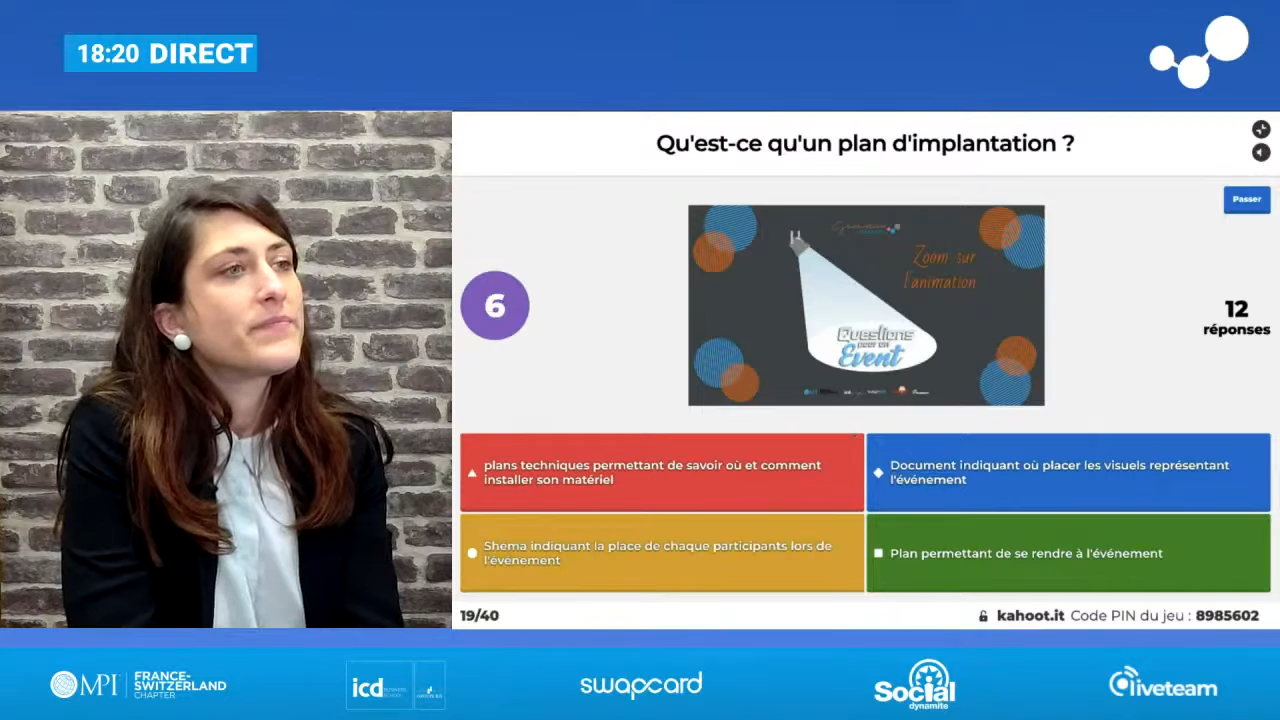 18:20 DIRECT
Qu'est-ce qu'un plan d'implantation ?
Passer
Zoom sur
l'animation
6
12
réponses
Questions
pour un
Event
plans techniques permettant de savoir où et comment
installer son matériel
Document indiquant où placer les visuels représentant
l'événement
Shema indiquant la place de chaque participants lors de
l'événement
Plan permettant de se rendre à l'événement
19/40
kahoot.it Code PIN du jeu : 8985602
MPI
FRANCE-
SWITZERLAND
CHAPTER
icd
swapcard
Social
dynamite
liveteam